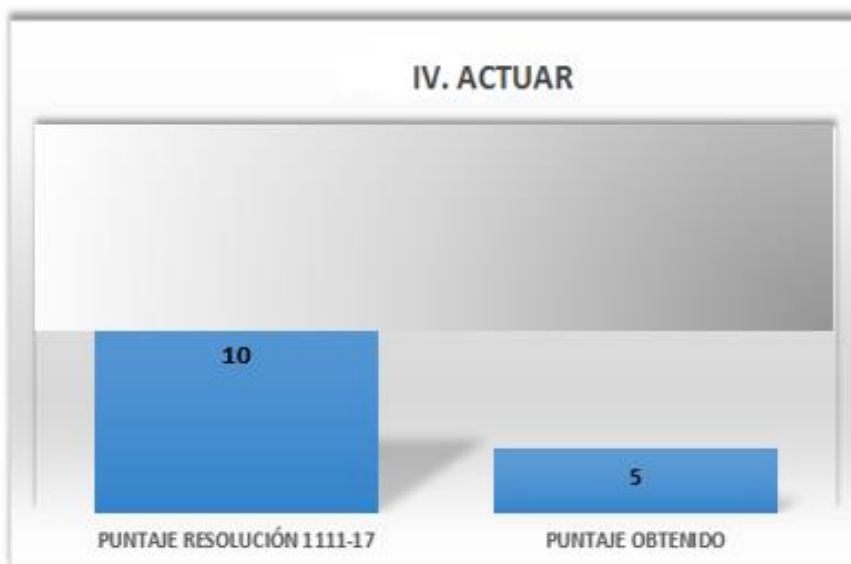 IV. ACTUAR
10
5
PUNTAJE RESOLUCIÓN 1111-17
PUNTAJE OBTENIDO